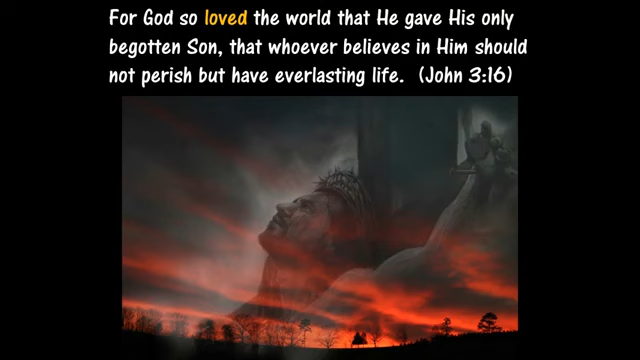 For God so loved the world that He gave His only
begotten Son, that whoever believes in Him should
not perish but have everlasting life. (John 3:16)